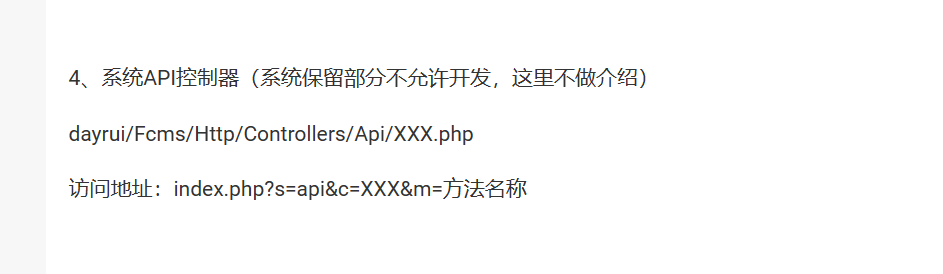 4、系统API控制器（系统保留部分不允许开发，这里不做介绍）
dayrui/Fcms/Http/Controllers/Api/XXX.php
访问地址：index.php?s=api&c=XXX&m=方法名称